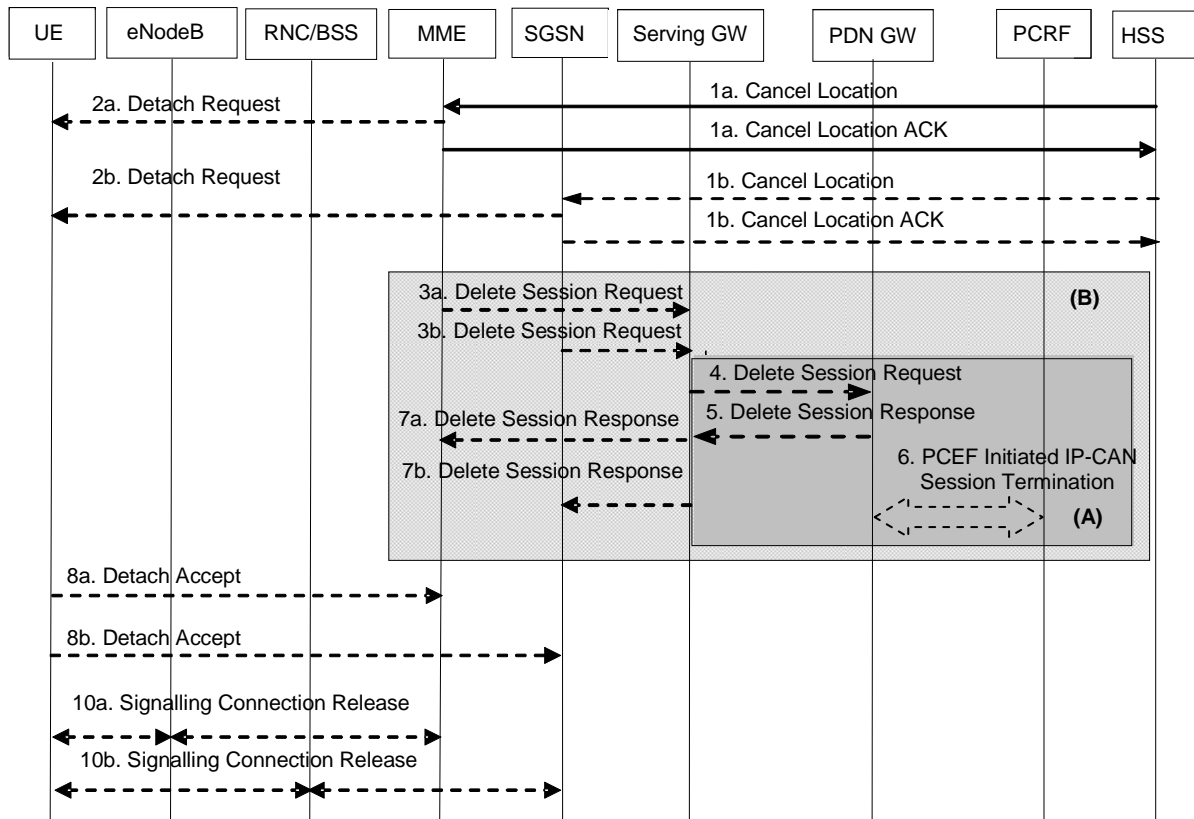 UE
eNodeB
RNC/BSS
MME
SGSN
Serving GW
PDN GW
PCRF
HSS
2a. Detach Request
1a. Cancel Location
1a. Cancel Location ACK
2b. Detach Request
1b. Cancel Location
1b. Cancel Location ACK
3a. Delete Session Request
(B)
3b. Delete Session Request
4. Delete Session Request
7a. Delete Session Response
5. Delete Session Response
7b. Delete Session Response
6. PCEF Initiated IP-CAN
Session Termination
(A)
8a. Detach Accept
8b. Detach Accept
10a. Signalling Connection Release
10b. Signalling Connection Release